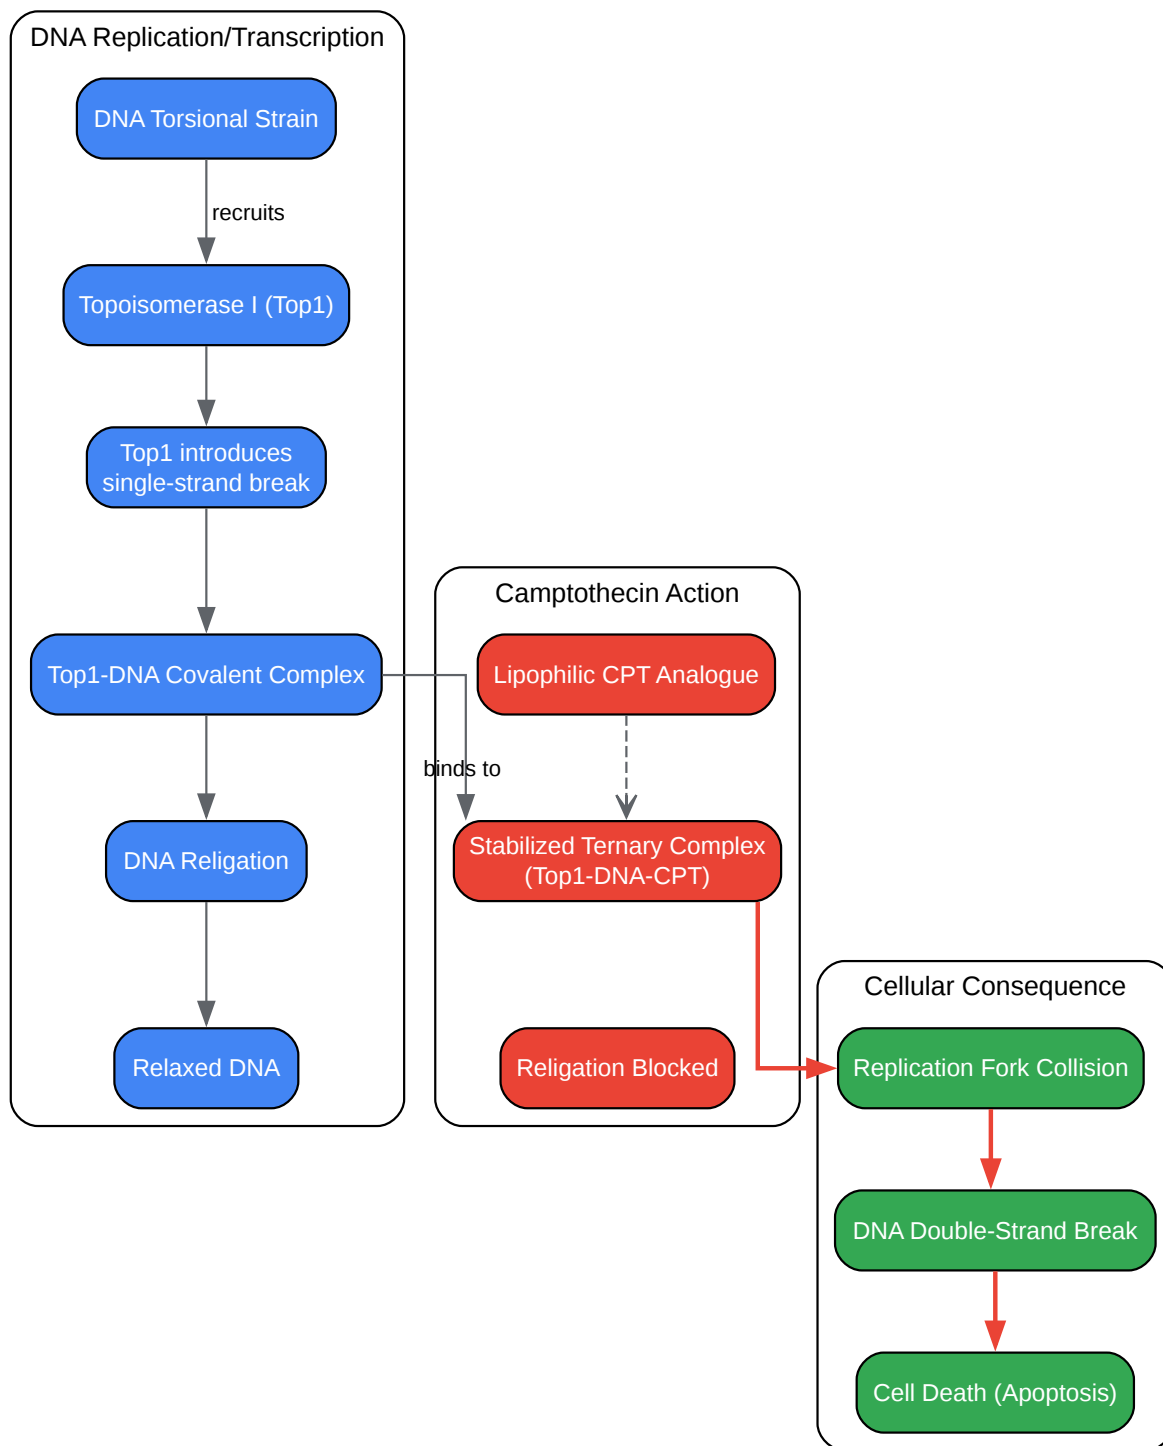 DNA Replication/Transcription
DNA Torsional Strain
recruits
Topoisomerase I (Top1)
Top1 introduces
single-strand break
Top1-DNA Covalent Complex
DNA Religation
Relaxed DNA
Camptothecin Action
Lipophilic CPT Analogue
binds to
Stabilized Ternary Complex
(Top1-DNA-CPT)
Religation Blocked
Cellular Consequence
Replication Fork Collision
DNA Double-Strand Break
Cell Death (Apoptosis)